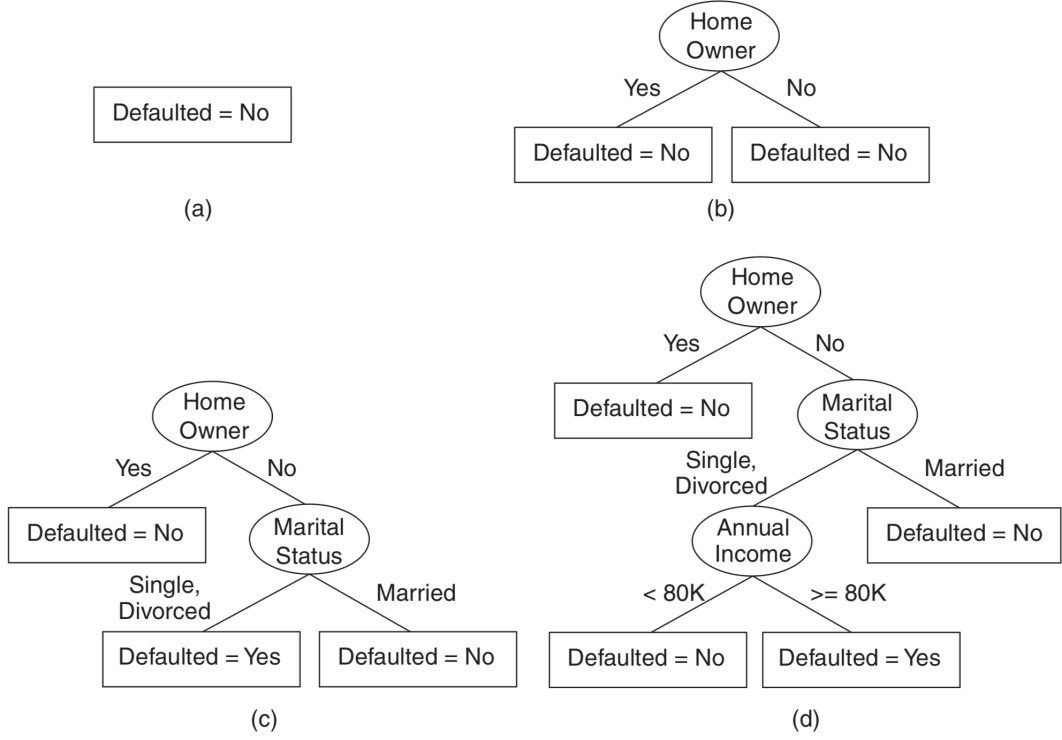 Defaulted = No
(a)
Home
Owner
Yes
No
Defaulted = No
Defaulted = No
(b)
Home
Owner
Yes
No
Defaulted = No
Marital
Status
Single,
Divorced
Married
Defaulted = Yes
Defaulted = No
(c)
Home
Owner
Yes
No
Defaulted = No
Marital
Status
Single,
Divorced
Married
Annual
Income
Defaulted = No
< 80K
>= 80K
Defaulted = No
Defaulted = Yes
(d)